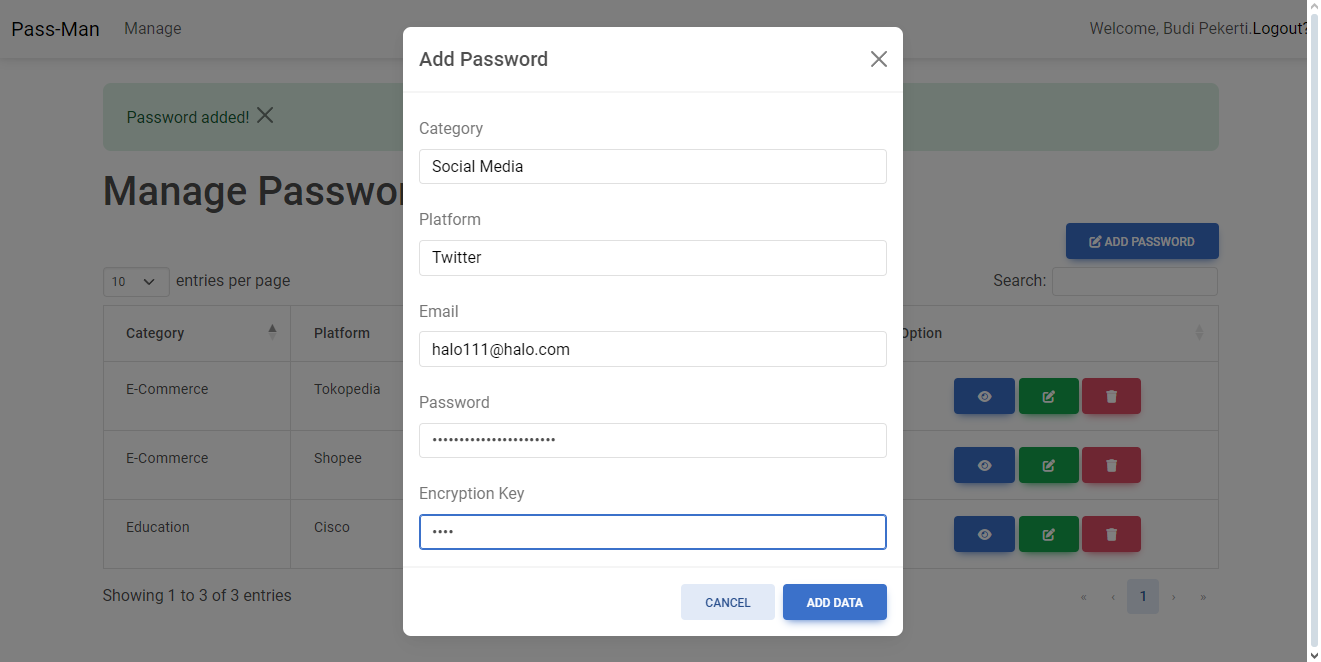 Pass-Man Manage Welcome, Budi Pekerti.Logout?
Add Password
Password added!
Category
Social Media
Manage Passwor
Platform
Twitter
ADD PASSWORD
10 entries per page
Search:
Email
halo111@halo.com
Category Platform Option
E-Commerce Tokopedia
Password
•••••••••••••••••••••••
E-Commerce Shopee
Encryption Key
••••
Education Cisco
Showing 1 to 3 of 3 entries
« ‹ 1 › »
CANCEL ADD DATA